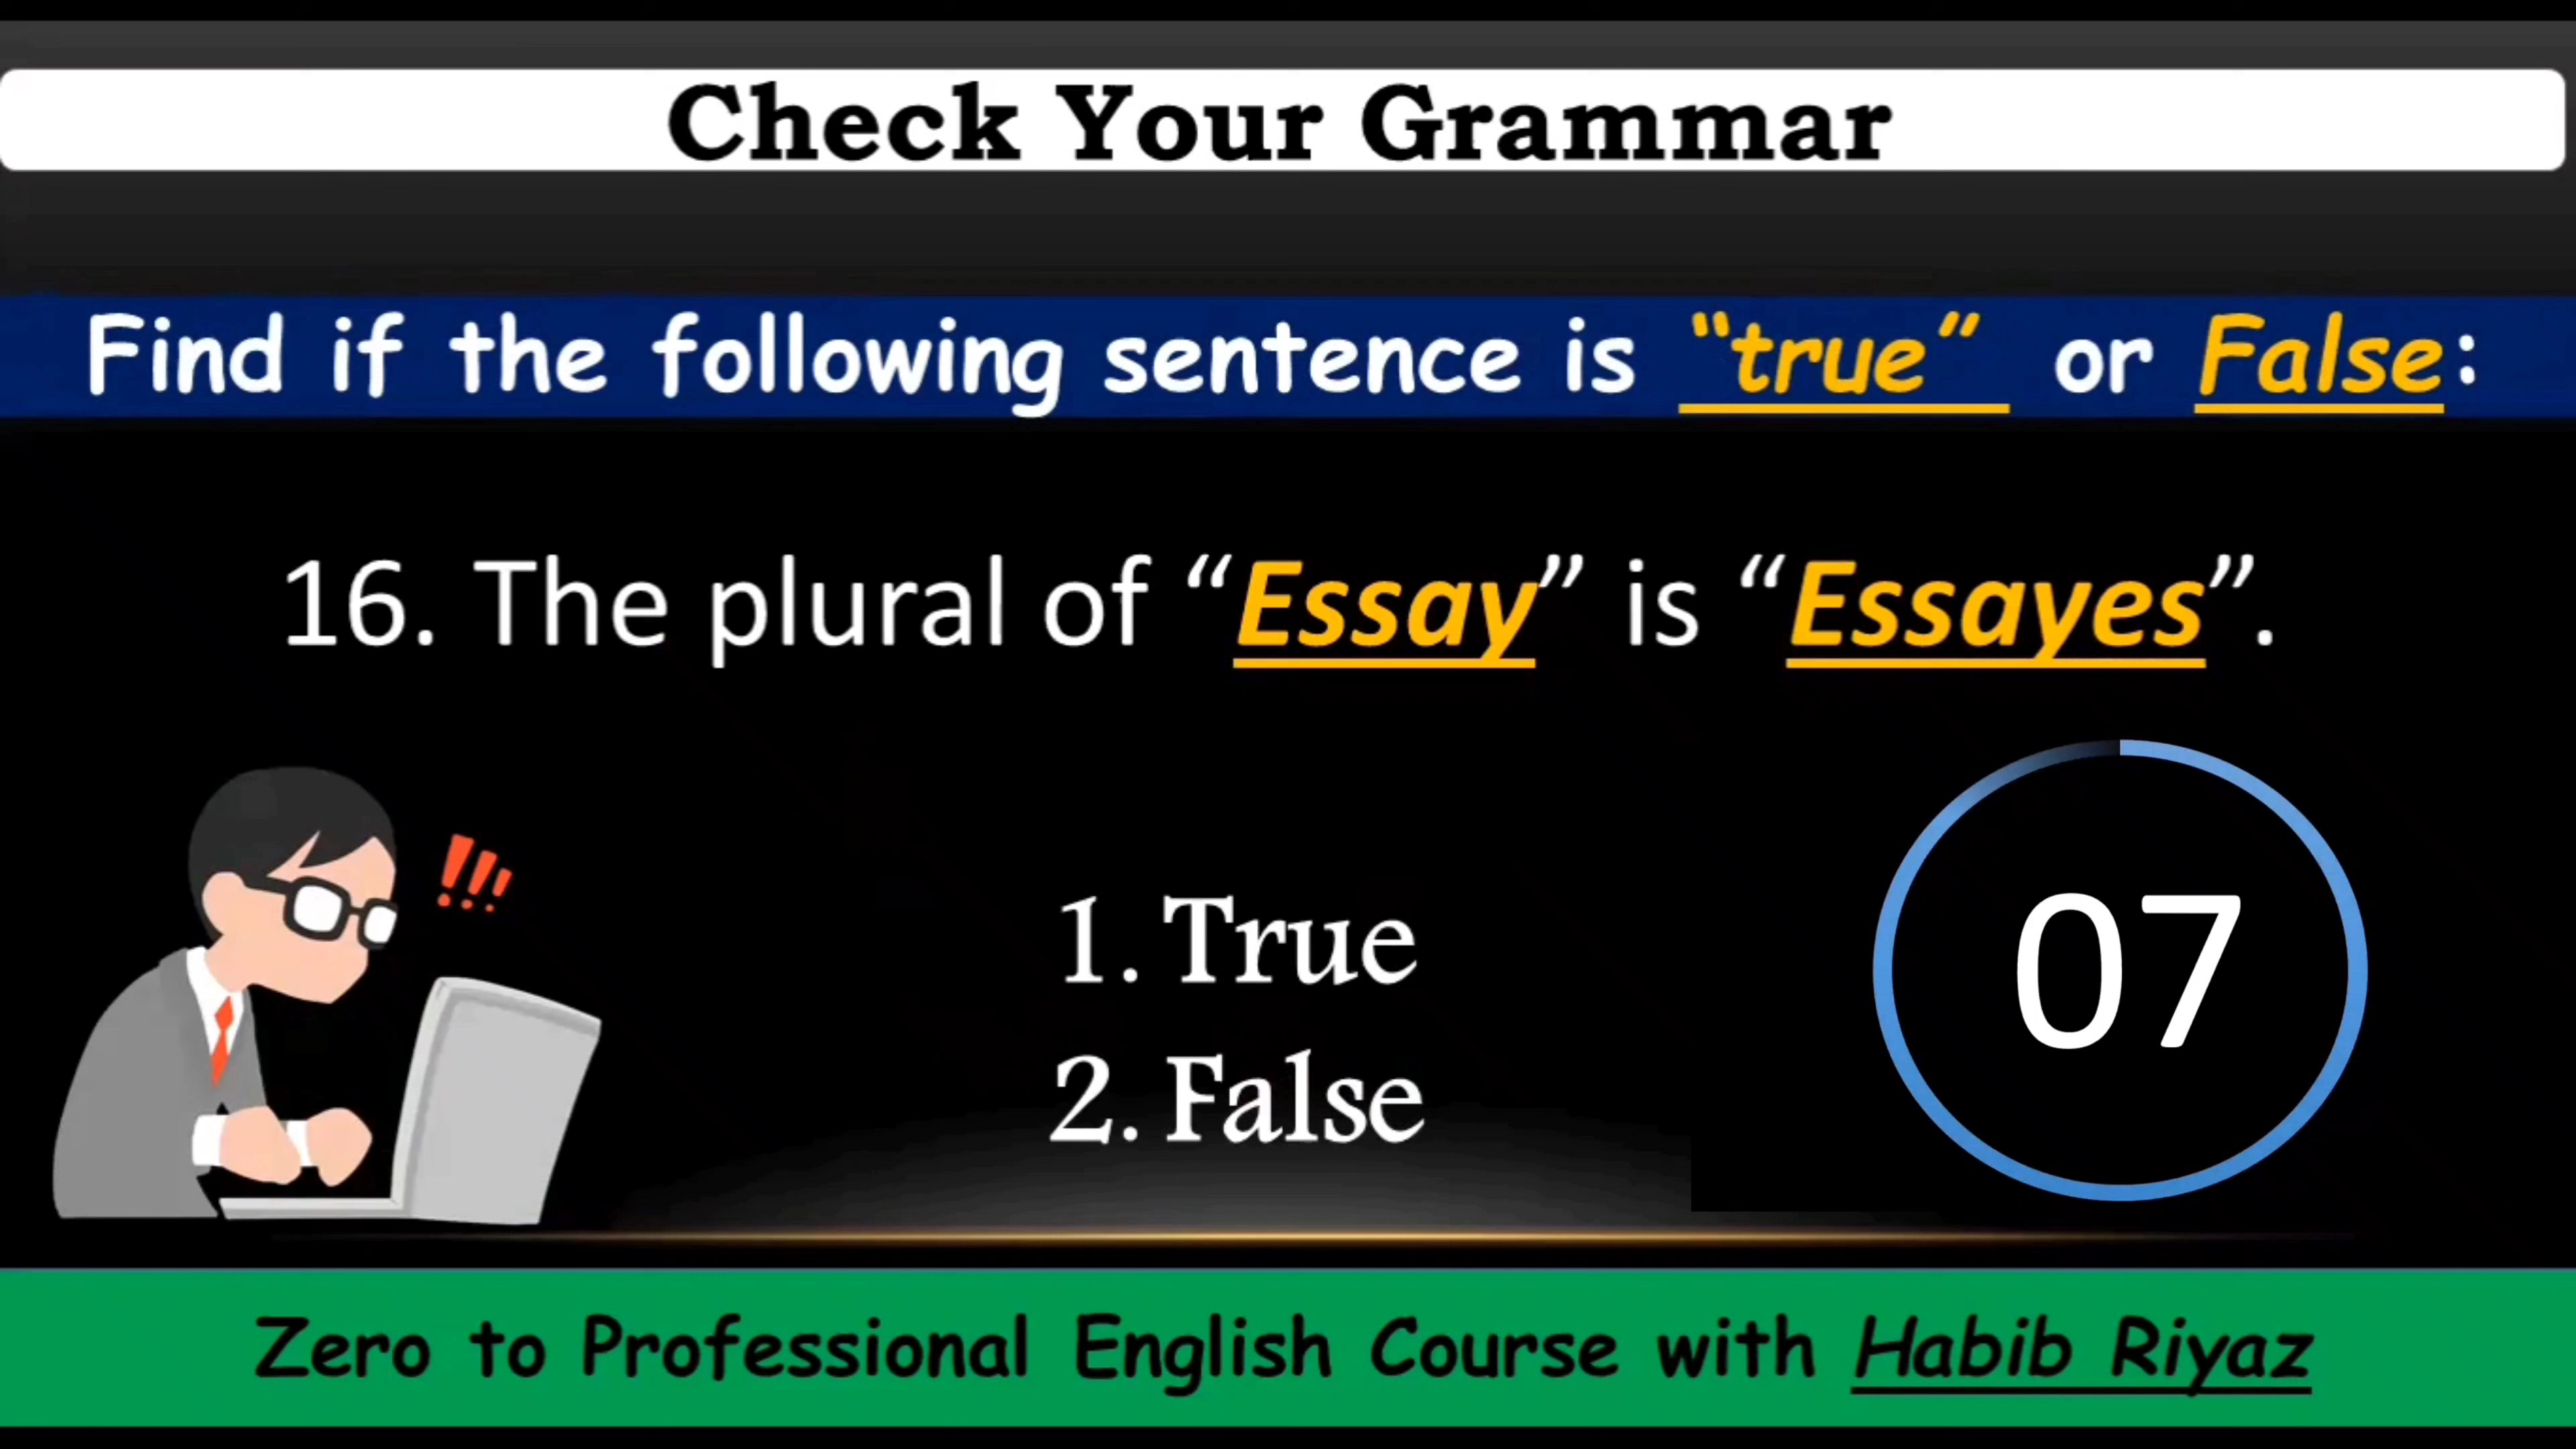 Check Your Grammar
Find if the following sentence is “true” or False:
16. The plural of “Essay” is “Essayes”.
!!!
1. True
07
2. False
Zero to Professional English Course with Habib Riyaz